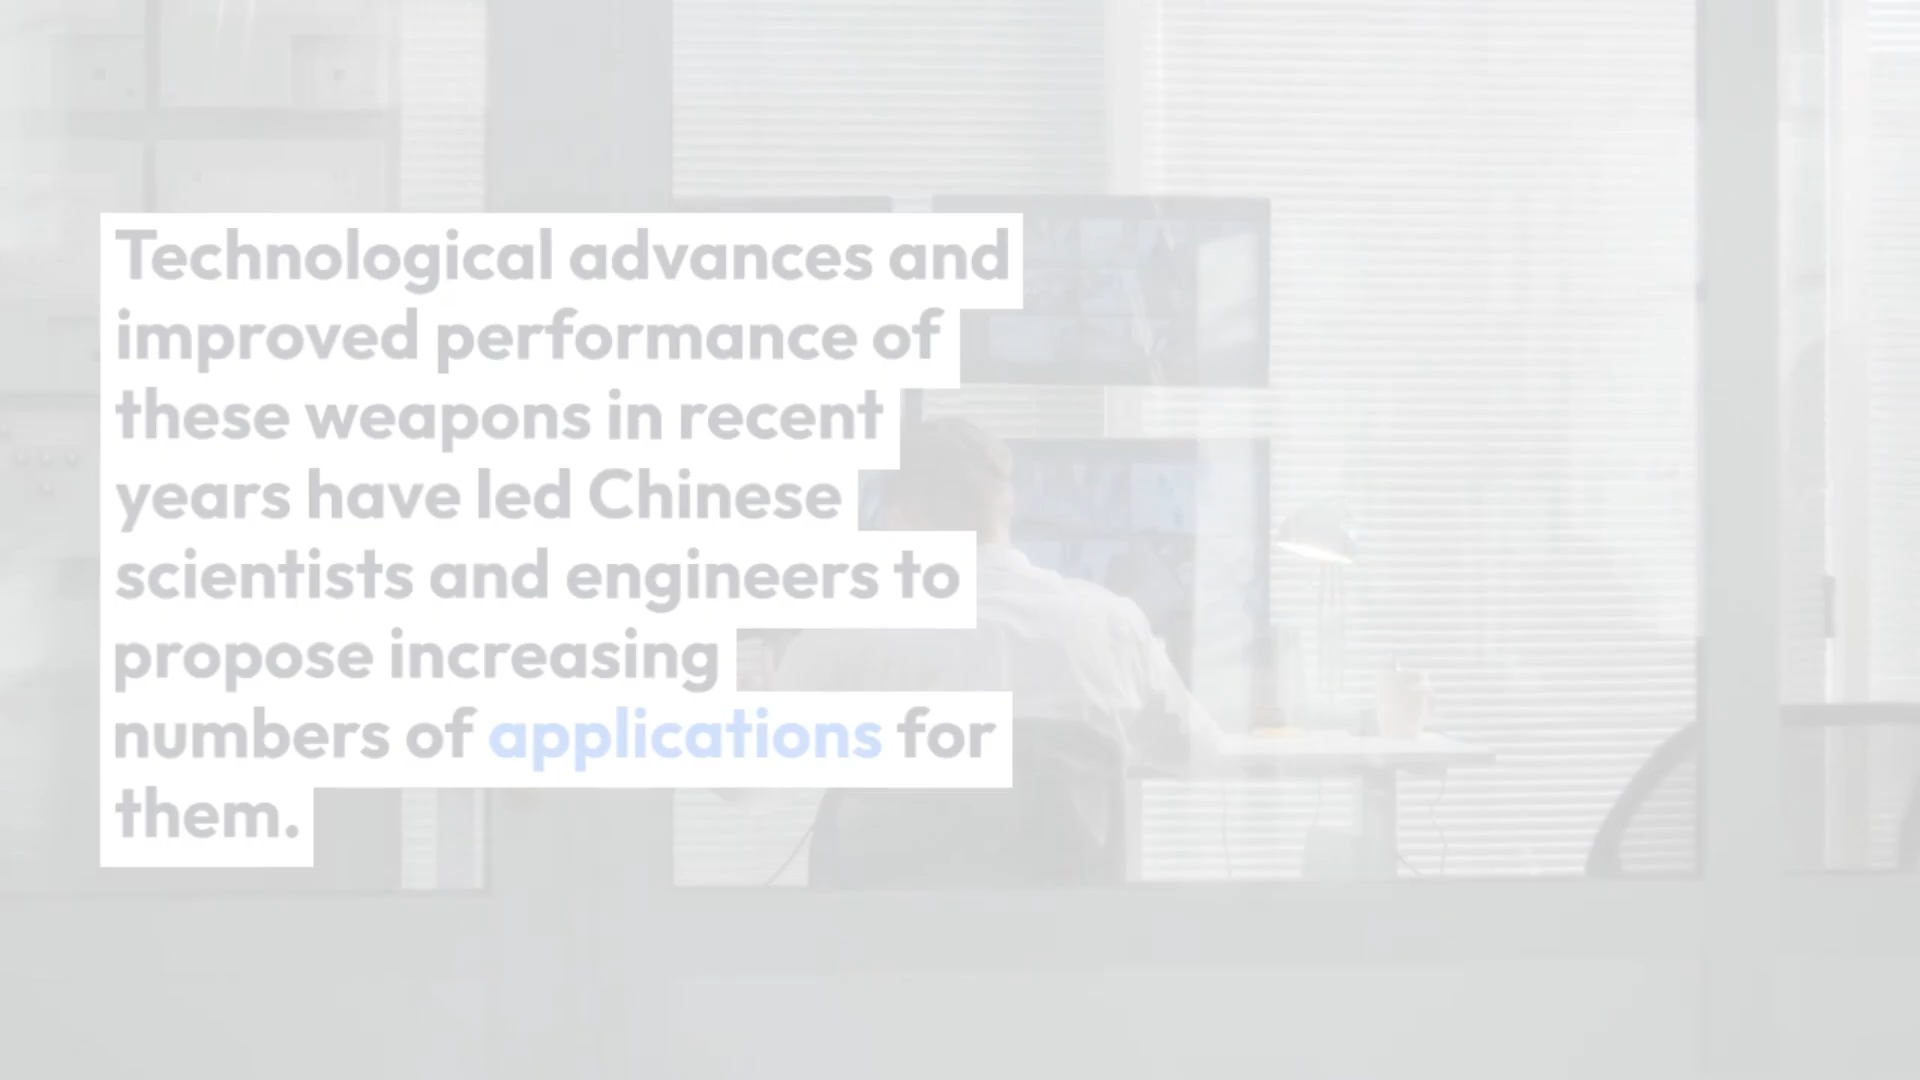 Technological advances and
improved performance of
these weapons in recent
years have led Chinese
scientists and engineers to
propose increasing
numbers of applications for
them.